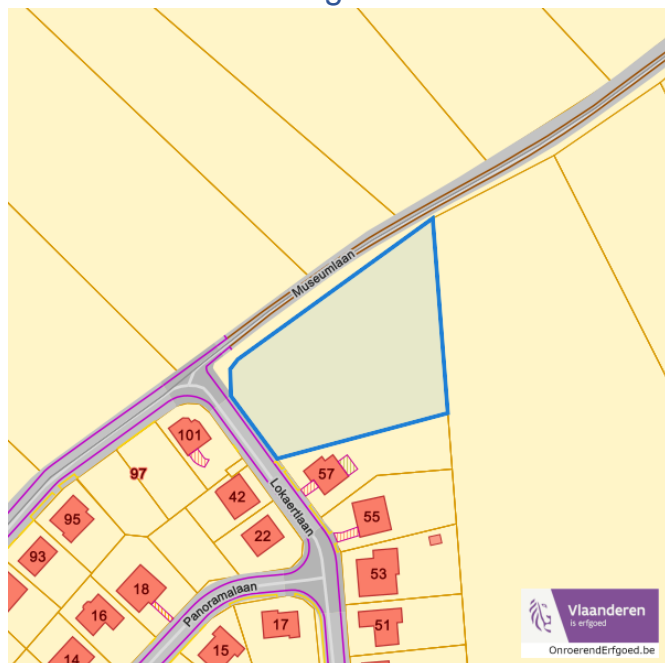 Museumlaan
101
97
57
42
Lokaertlaan
55
95
22
93
53
18
Panoramalaan
16
17
51
15
14
Vlaanderen
is erfgoed
OnroerendErfgoed.be